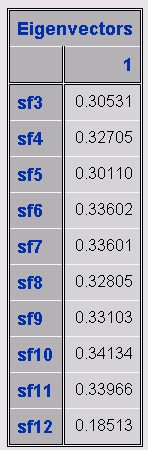 Eigenvectors
1
sf3 0.30531
sf4 0.32705
sf5 0.30110
sf6 0.33602
sf7 0.33601
sf8 0.32805
sf9 0.33103
sf10 0.34134
sf11 0.33966
sf12 0.18513